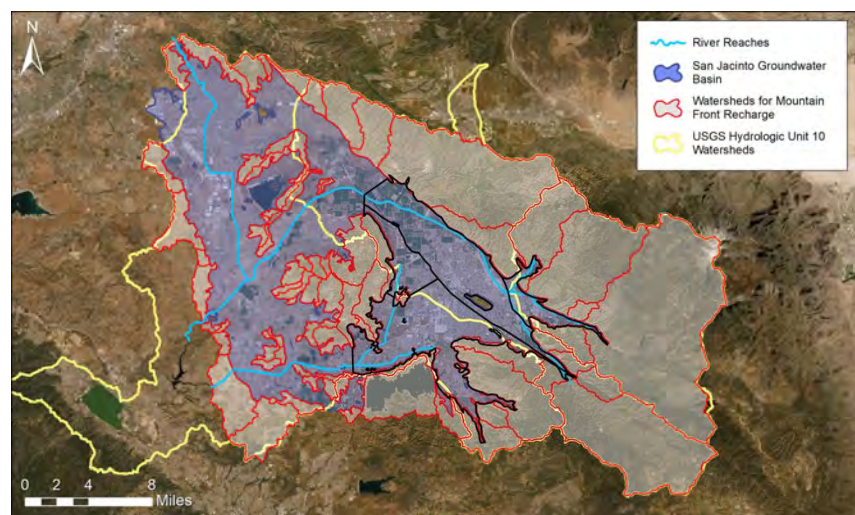 N
River Reaches
San Jacinto Groundwater
Basin
Watersheds for Mountain
Front Recharge
USGS Hydrologic Unit 10
Watersheds
0 2 4 8
Miles